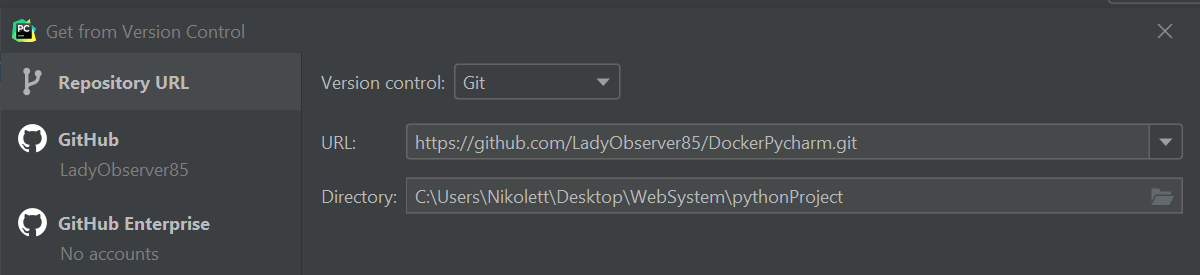 PC Get from Version Control
Repository URL
Version control: Git
GitHub
LadyObserver85
URL: https://github.com/LadyObserver85/DockerPycharm.git
Directory: C:\Users\Nikolett\Desktop\WebSystem\pythonProject
GitHub Enterprise
No accounts